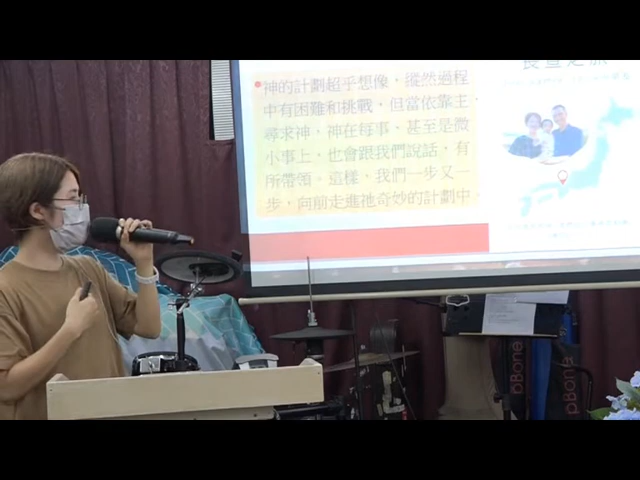 神的計劃超乎想像，縱然過程
中有困難和挑戰，但當依靠主，
尋求神，神在每事、甚至是微
小事上，也會跟我們說話，有
所帶領。這樣，我們一步又一
步，向前走進祂奇妙的計劃中。
pBone
pBone